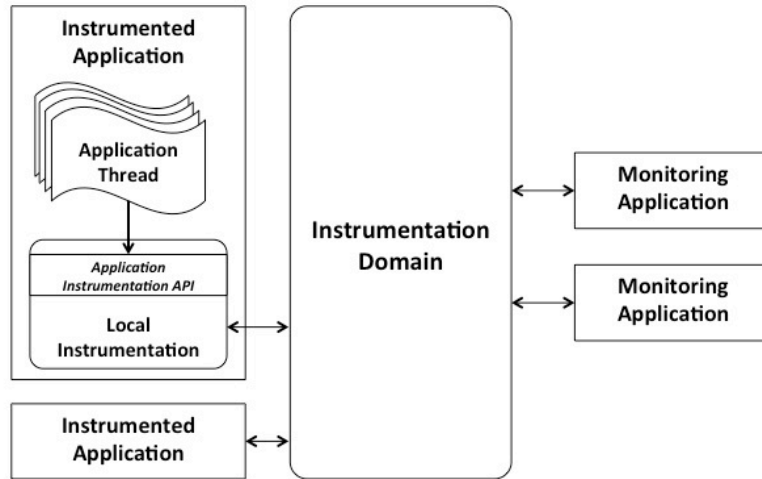 Instrumented
Application
Application
Thread
Application
Instrumentation API
Local
Instrumentation
Instrumented
Application
Instrumentation
Domain
Monitoring
Application
Monitoring
Application